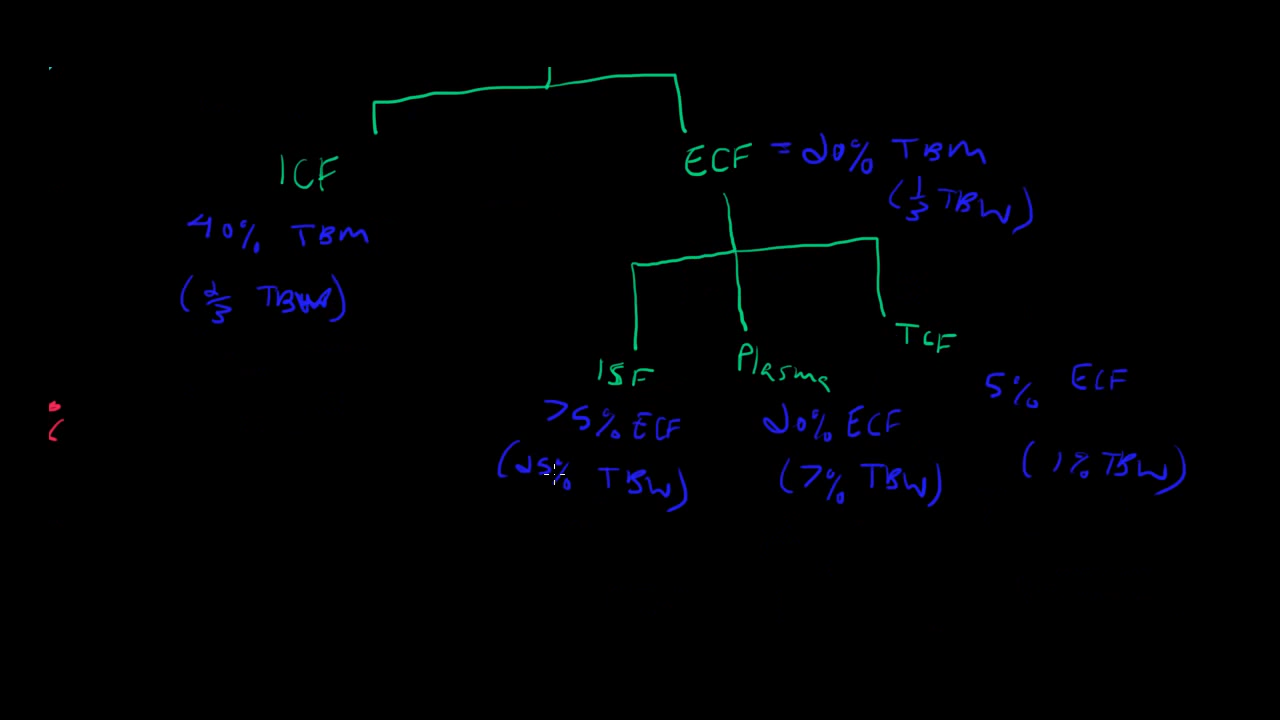 ICF
ECF = 20% TBM
(1/3 TBW)
40% TBM
(2/3 TBW)
ISF
Plasma
TCF
75% ECF
20% ECF
5% ECF
(25% TBW)
(7% TBW)
(1% TBW)